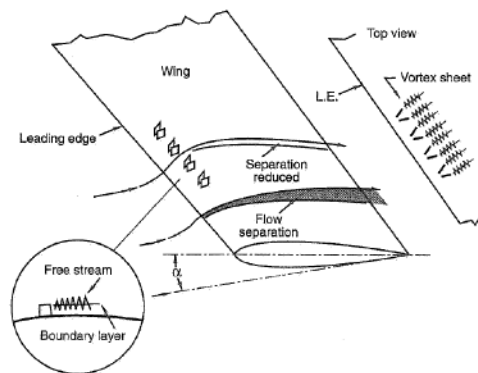 Top view
Wing
Vortex sheet
L.E.
Leading edge
Separation
reduced
Flow
separation
α
Free stream
Boundary layer